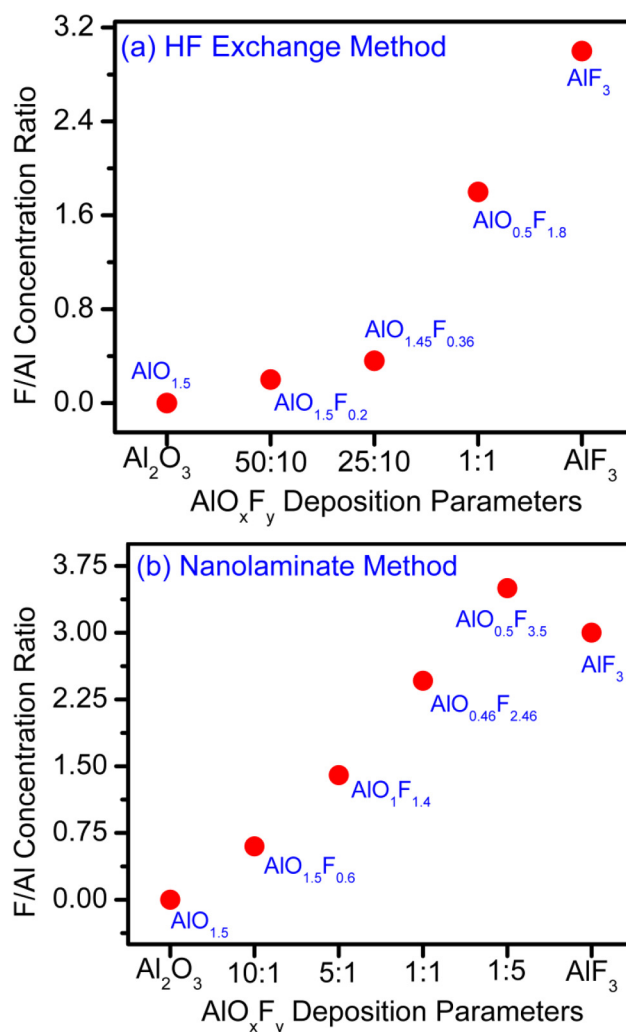 (a) HF Exchange Method
F/Al Concentration Ratio
3.2
2.4
1.6
0.8
0.0
AlF₃
AlO₀.₅F₁.₈
AlO₁.₄₅F₀.₃₆
AlO₁.₅
AlO₁.₅F₀.₂
Al₂O₃ 50:10 25:10 1:1 AlF₃
AlOₓFᵧ Deposition Parameters
(b) Nanolaminate Method
F/Al Concentration Ratio
3.75
3.00
2.25
1.50
0.75
0.00
AlO₀.₅F₃.₅
AlF₃
AlO₀.₄₆F₂.₄₆
AlO₁F₁.₄
AlO₁.₅F₀.₆
AlO₁.₅
Al₂O₃ 10:1 5:1 1:1 1:5 AlF₃
AlOₓFᵧ Deposition Parameters